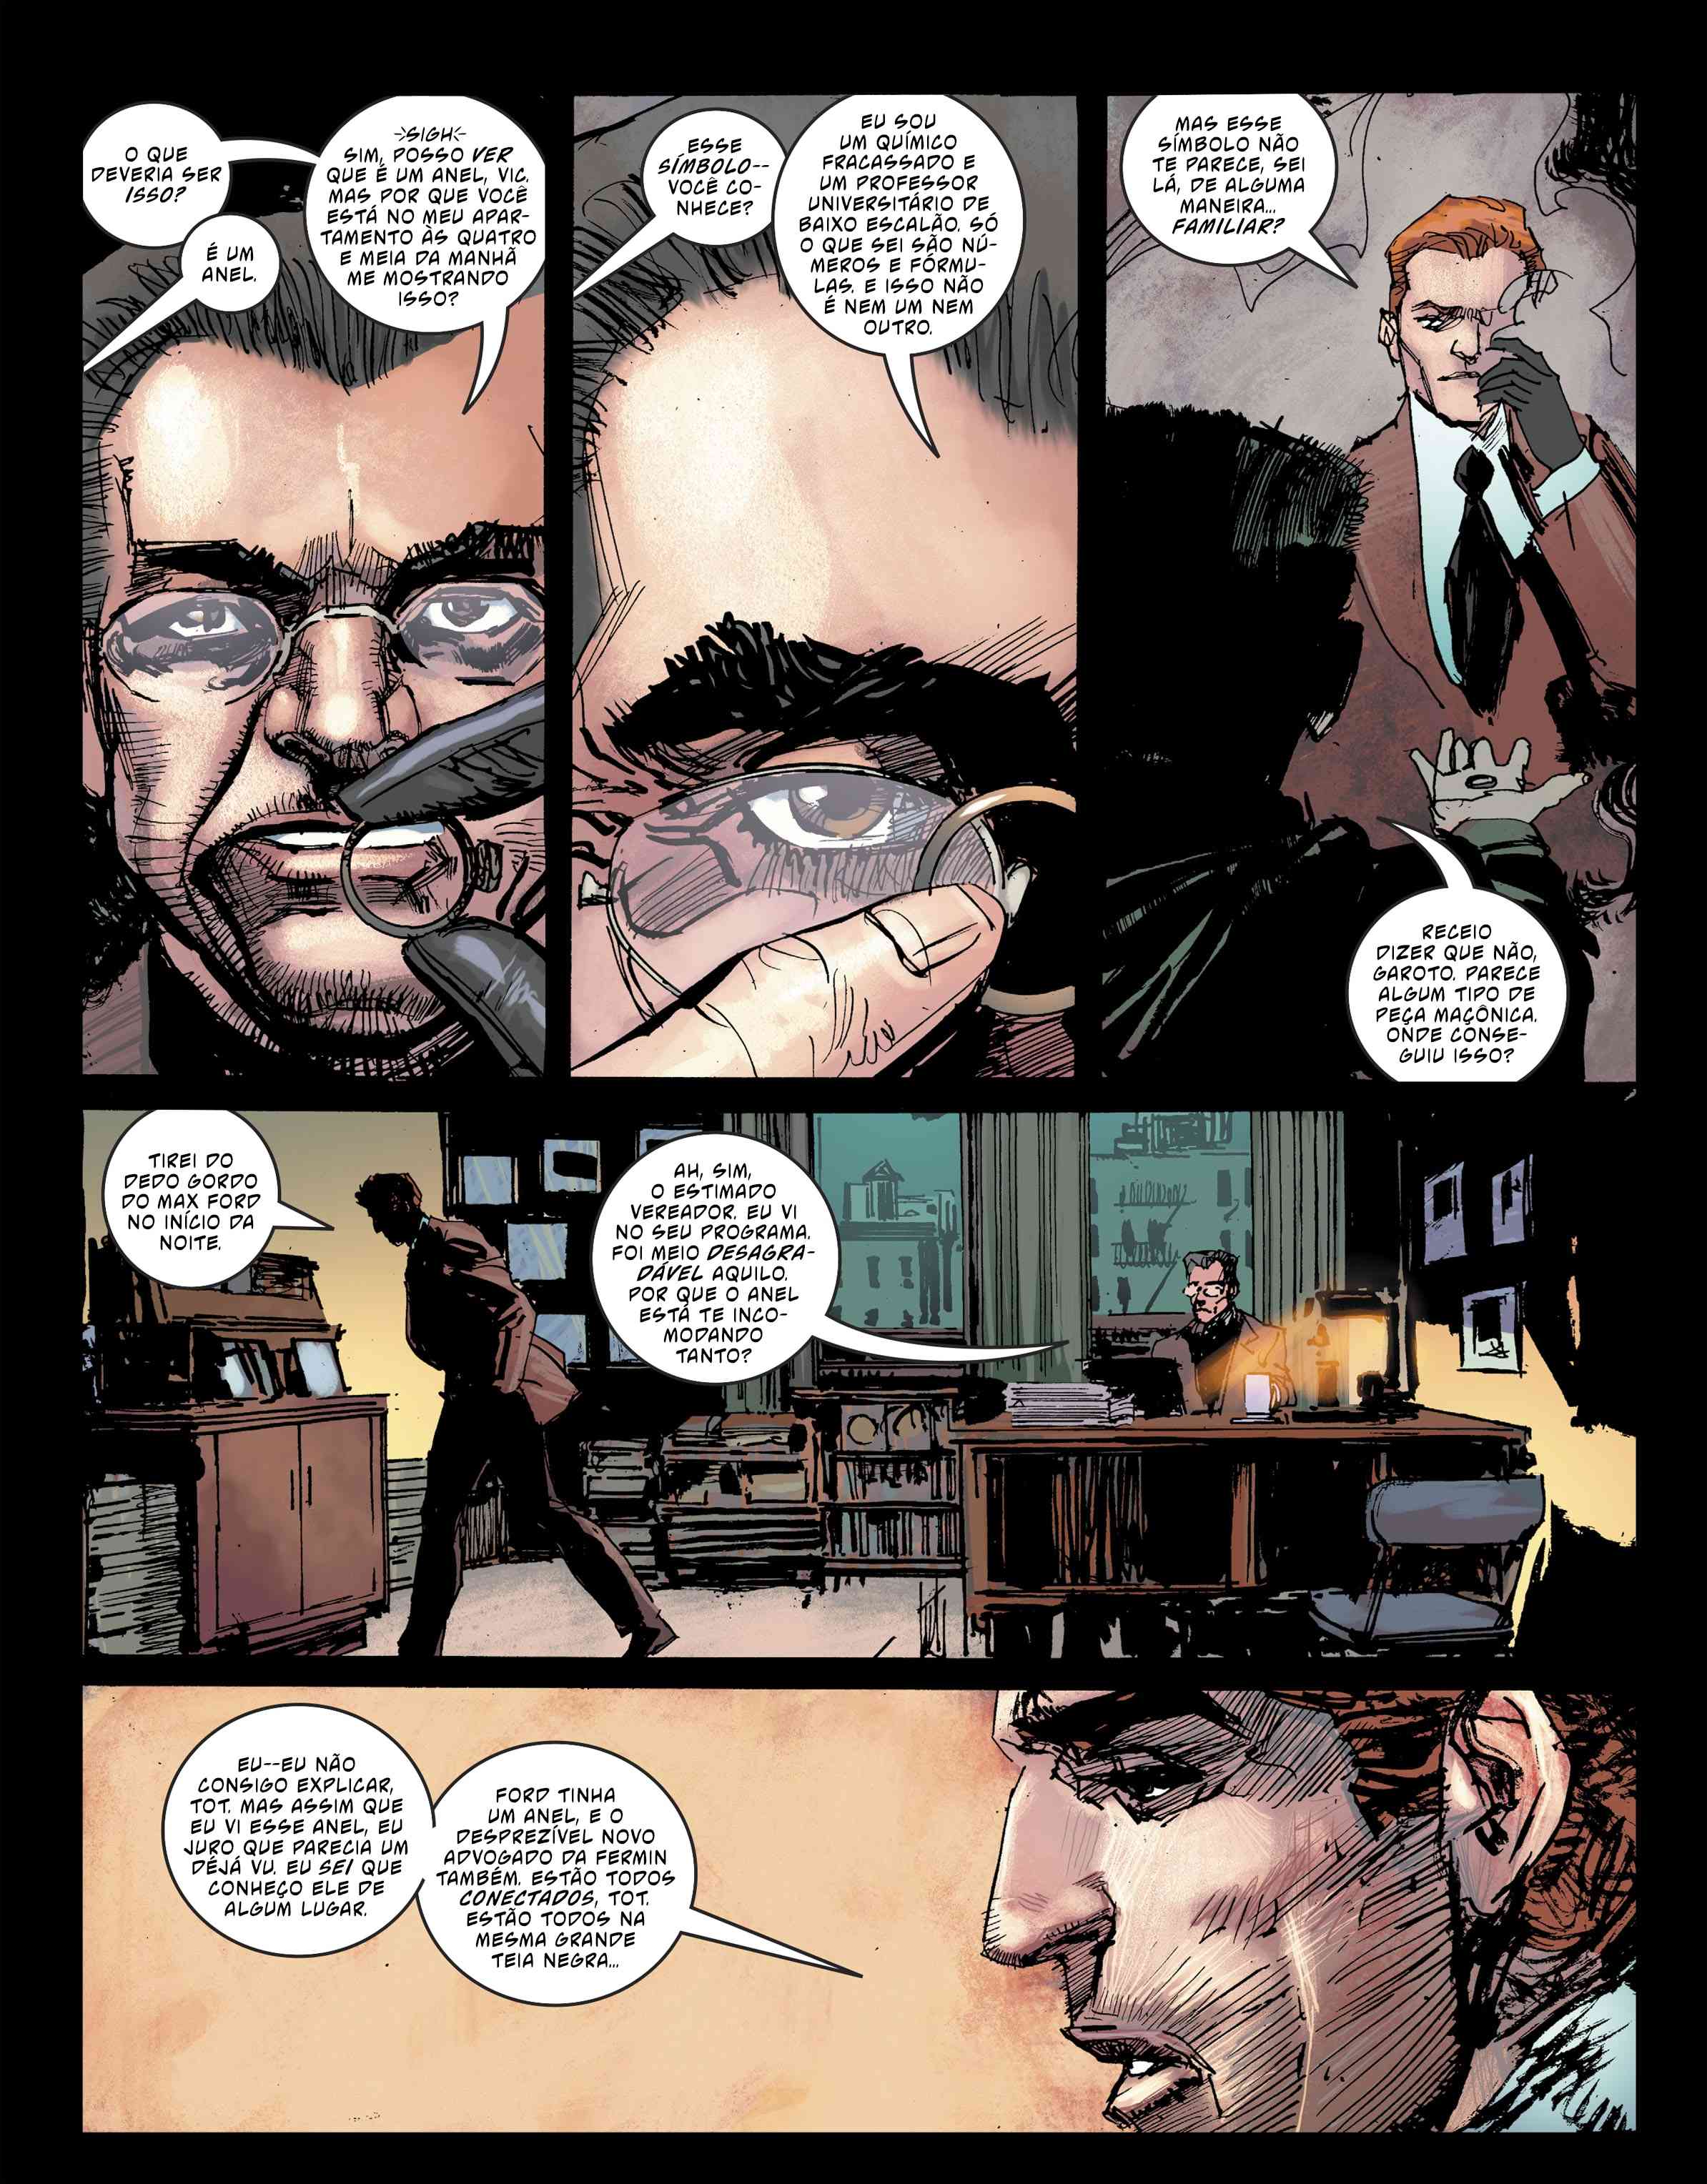 O QUE
DEVERIA SER
ISSO?
É UM
ANEL.
SIGH
SIM, POSSO VER
QUE É UM ANEL, VIC.
MAS POR QUE VOCÊ
ESTÁ NO MEU APAR-
TAMENTO ÀS QUATRO
E MEIA DA MANHÃ
ME MOSTRANDO
ISSO?
ESSE
SÍMBOLO--
VOCÊ CO-
NHECE?
EU SOU
UM QUÍMICO
FRACASSADO E
UM PROFESSOR
UNIVERSITÁRIO DE
BAIXO ESCALÃO. SÓ
O QUE SEI SÃO NÚ-
MEROS E FÓRMU-
LAS. E ISSO NÃO
É NEM UM NEM
OUTRO.
MAS ESSE
SÍMBOLO NÃO
TE PARECE, SEI
LÁ, DE ALGUMA
MANEIRA...
FAMILIAR?
RECEIO
DIZER QUE NÃO,
GAROTO. PARECE
ALGUM TIPO DE
PEÇA MAÇÔNICA.
ONDE CONSE-
GUIU ISSO?
TIREI DO
DEDO GORDO
DO MAX FORD
NO INÍCIO DA
NOITE.
AH, SIM,
O ESTIMADO
VEREADOR. EU VI
NO SEU PROGRAMA.
FOI MEIO DESAGRA-
DÁVEL AQUILO.
POR QUE O ANEL
ESTÁ TE INCO-
MODANDO
TANTO?
EU--EU NÃO
CONSIGO EXPLICAR,
TOT. MAS ASSIM QUE
EU VI ESSE ANEL, EU
JURO QUE PARECIA UM
DÉJÀ VU. EU SEI QUE
CONHEÇO ELE DE
ALGUM LUGAR.
FORD TINHA
UM ANEL, E O
DESPREZÍVEL NOVO
ADVOGADO DA FERMIN
TAMBÉM. ESTÃO TODOS
CONECTADOS, TOT.
ESTÃO TODOS NA
MESMA GRANDE
TEIA NEGRA...